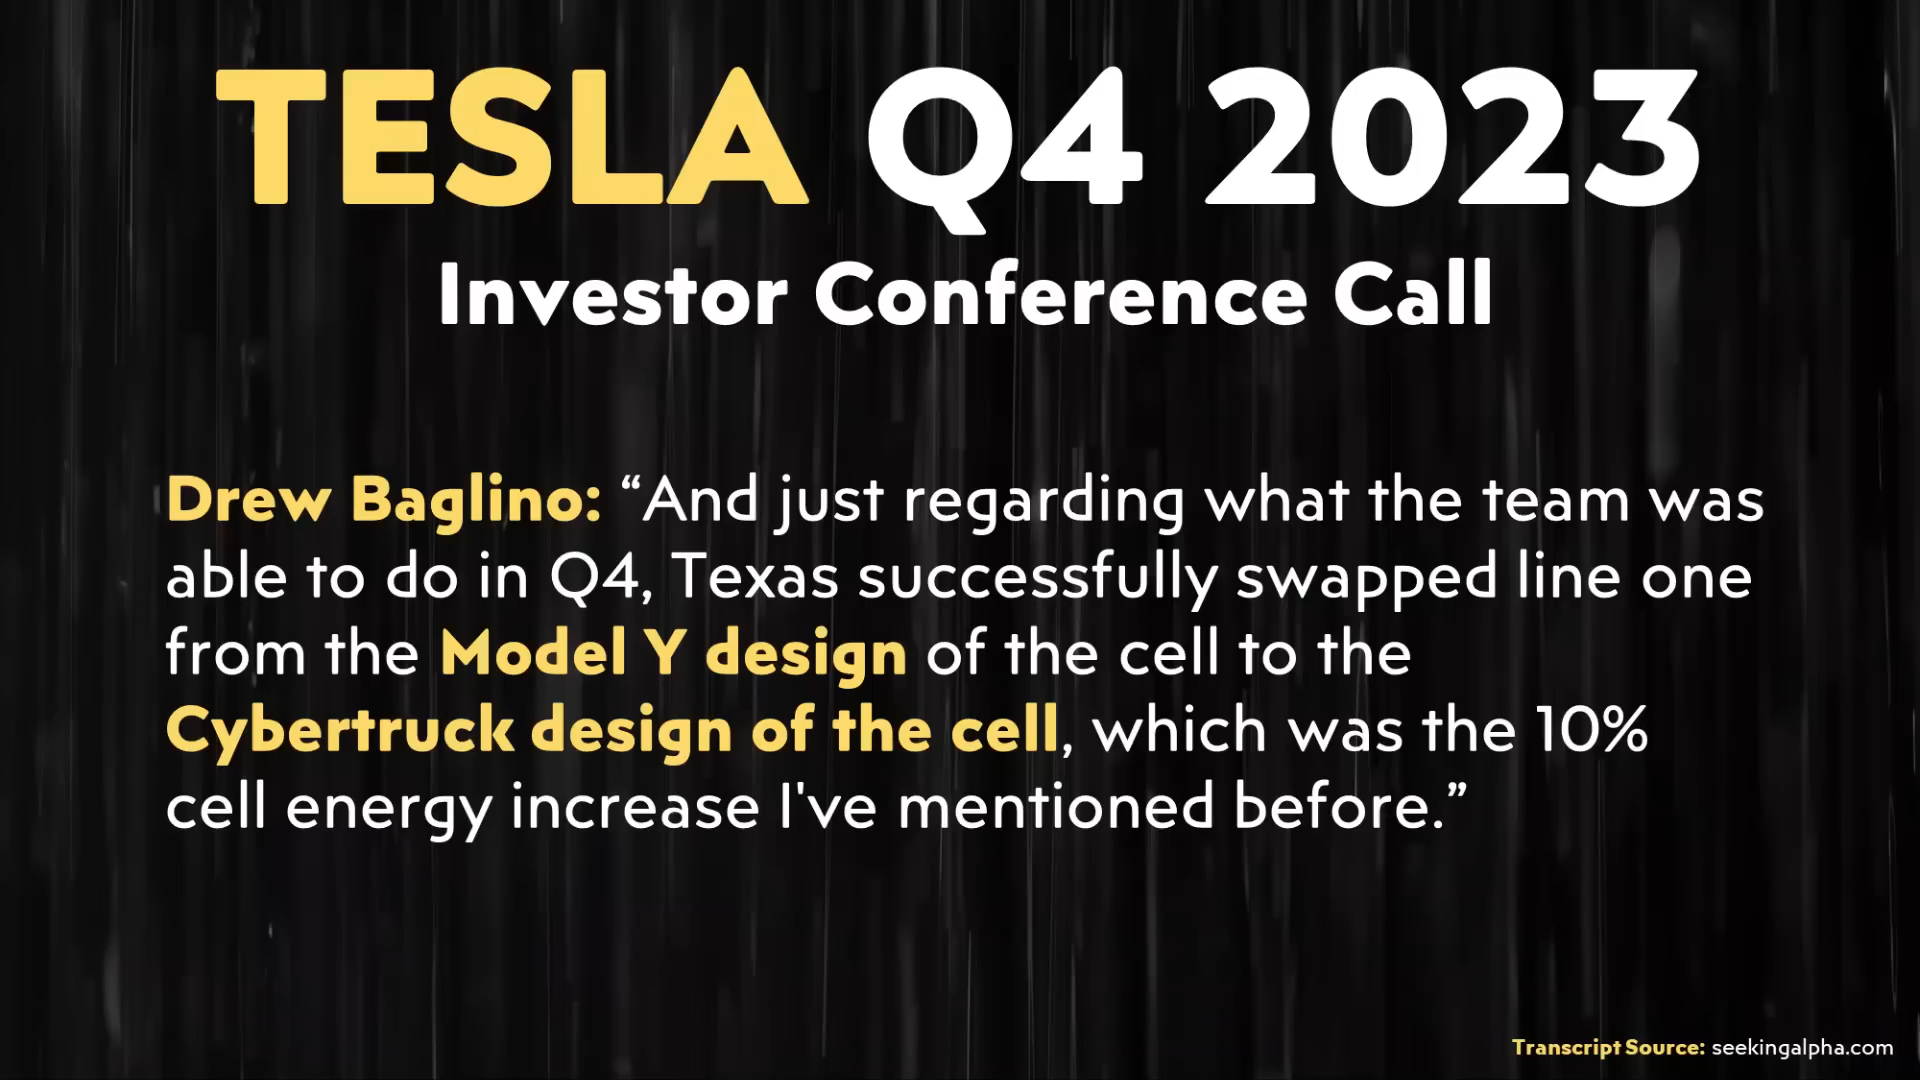 TESLA Q4 2023
Investor Conference Call
Drew Baglino: “And just regarding what the team was
able to do in Q4, Texas successfully swapped line one
from the Model Y design of the cell to the
Cybertruck design of the cell, which was the 10%
cell energy increase I've mentioned before.”
Transcript Source: seekingalpha.com